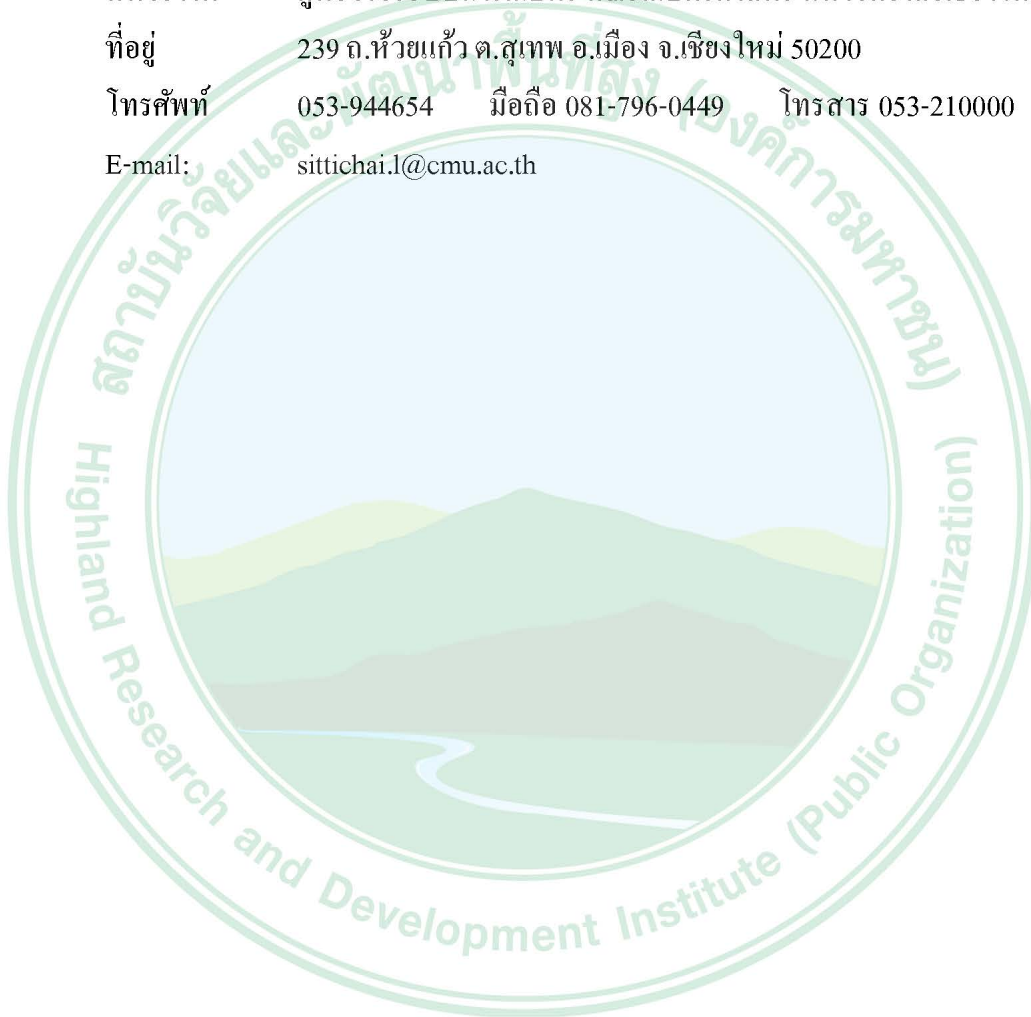 ที่อยู่ 239 ถ.ห้วยแก้ว ต.สุเทพ อ.เมือง จ.เชียงใหม่ 50200
โทรศัพท์ 053-944654 มือถือ 081-796-0449 โทรสาร 053-210000
E-mail: sittichai.l@cmu.ac.th
สถาบันวิจัยและพัฒนาพื้นที่สูง (องค์การมหาชน)
Highland Research and Development Institute (Public Organization)